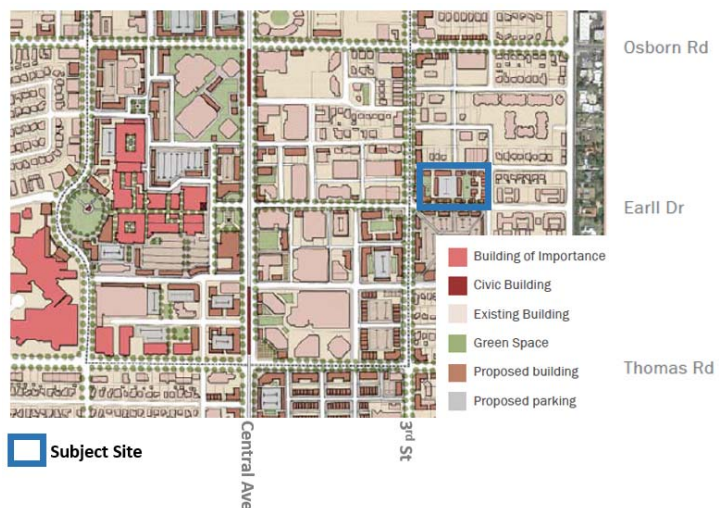 Osborn Rd
Earll Dr
Building of Importance
Civic Building
Existing Building
Green Space
Proposed building
Thomas Rd
Proposed parking
Subject Site
Central Ave
3rd St